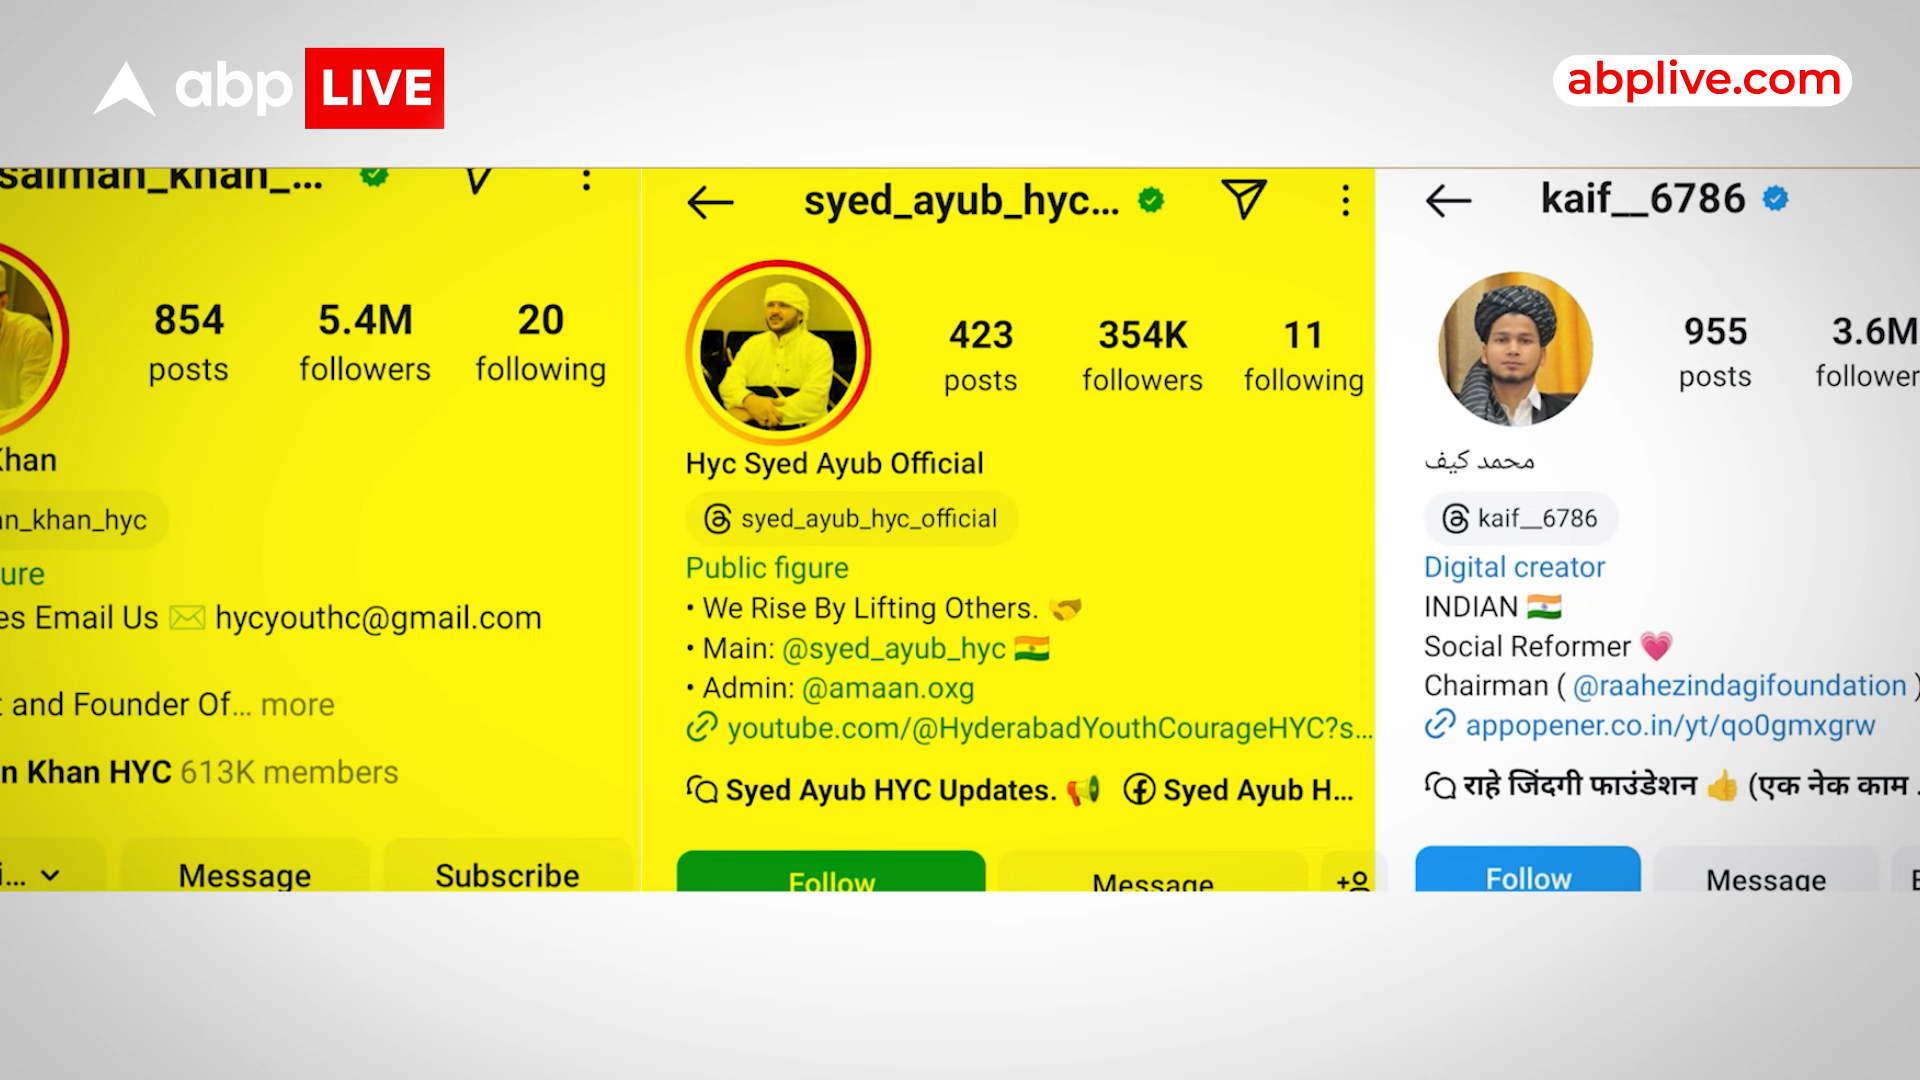 abp LIVE
abplive.com
salman_khan_...
854 posts
5.4M followers
20 following
Khan
an_khan_hyc
ure
es Email Us ✉️ hycyouthc@gmail.com
t and Founder Of... more
n Khan HYC 613K members
Message
Subscribe
syed_ayub_hyc...
423 posts
354K followers
11 following
Hyc Syed Ayub Official
syed_ayub_hyc_official
Public figure
• We Rise By Lifting Others. 🤝
• Main: @syed_ayub_hyc 🇮🇳
• Admin: @amaan.oxg
youtube.com/@HyderabadYouthCourageHYC?s...
Syed Ayub HYC Updates. 📢 Syed Ayub H...
Follow
Message
kaif__6786
955 posts
3.6M follower
محمد كيف
kaif__6786
Digital creator
INDIAN 🇮🇳
Social Reformer 💗
Chairman ( @raahezindagifoundation )
appopener.co.in/yt/qo0gmxgrw
राहे जिंदगी फाउंडेशन 👍 (एक नेक काम .
Follow
Message